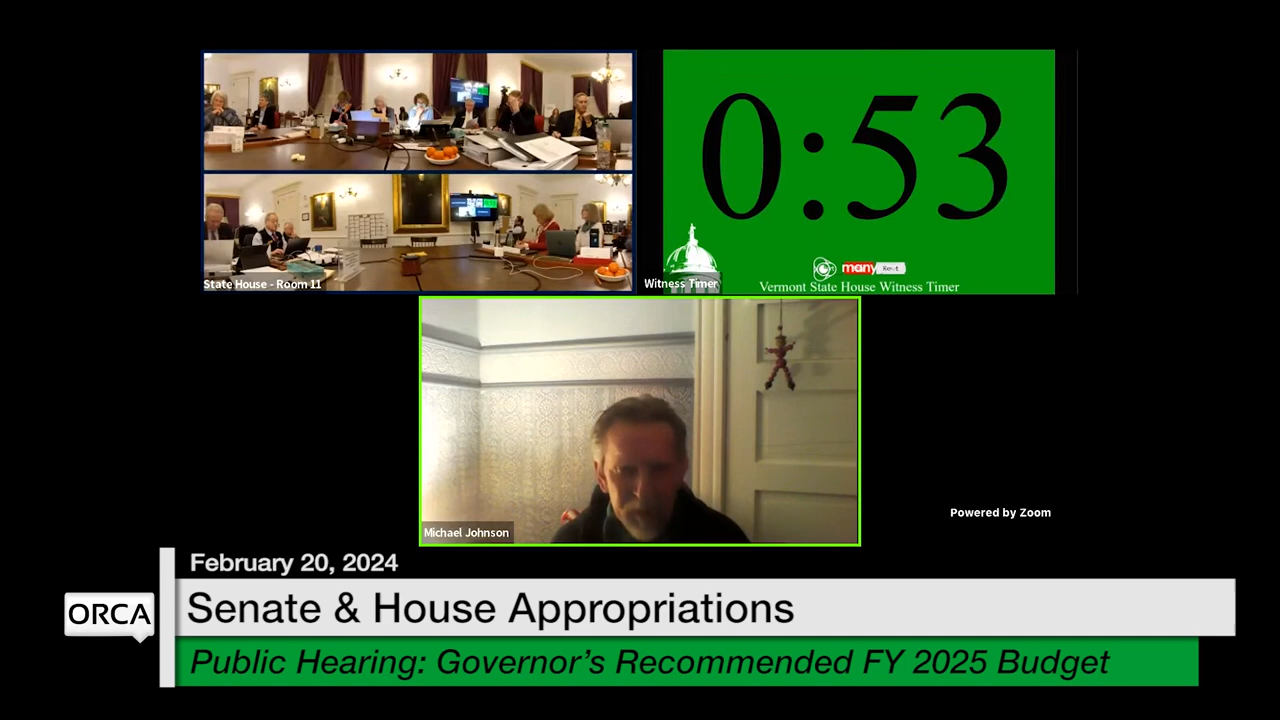 0:53
many
State House - Room 11
Witness Timer
Vermont State House Witness Timer
Michael Johnson
Powered by Zoom
February 20, 2024
ORCA
Senate & House Appropriations
Public Hearing: Governor's Recommended FY 2025 Budget